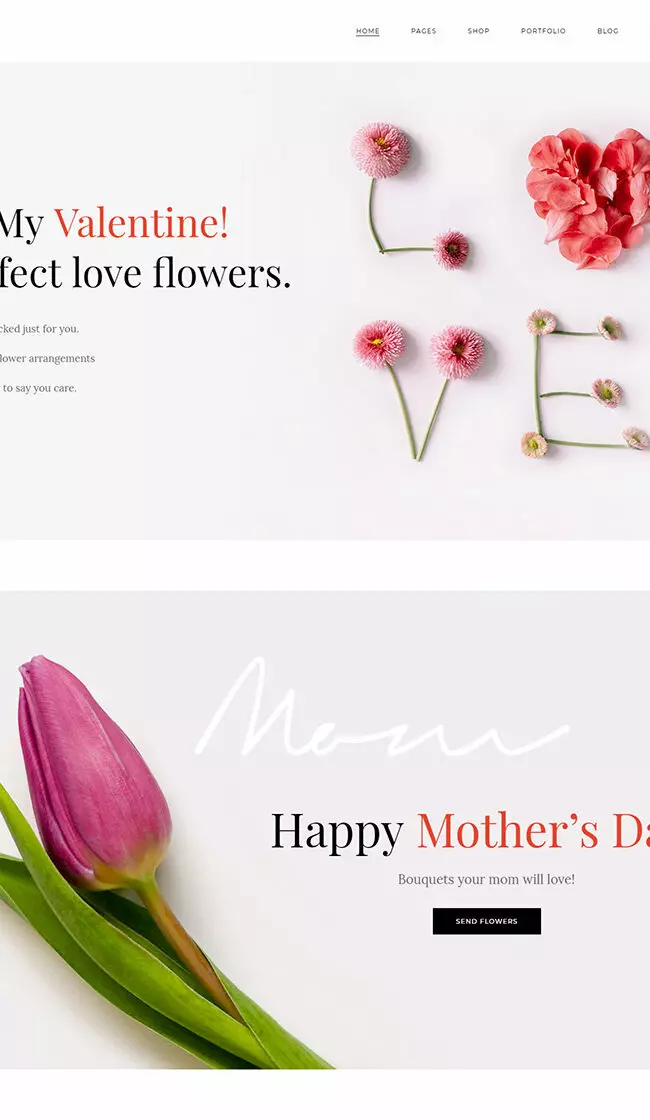 HOME PAGES SHOP PORTFOLIO BLOG
My Valentine!
fect love flowers.
cked just for you.
lower arrangements
to say you care.
LOVE
Mom
Happy Mother’s Da
Bouquets your mom will love!
SEND FLOWERS